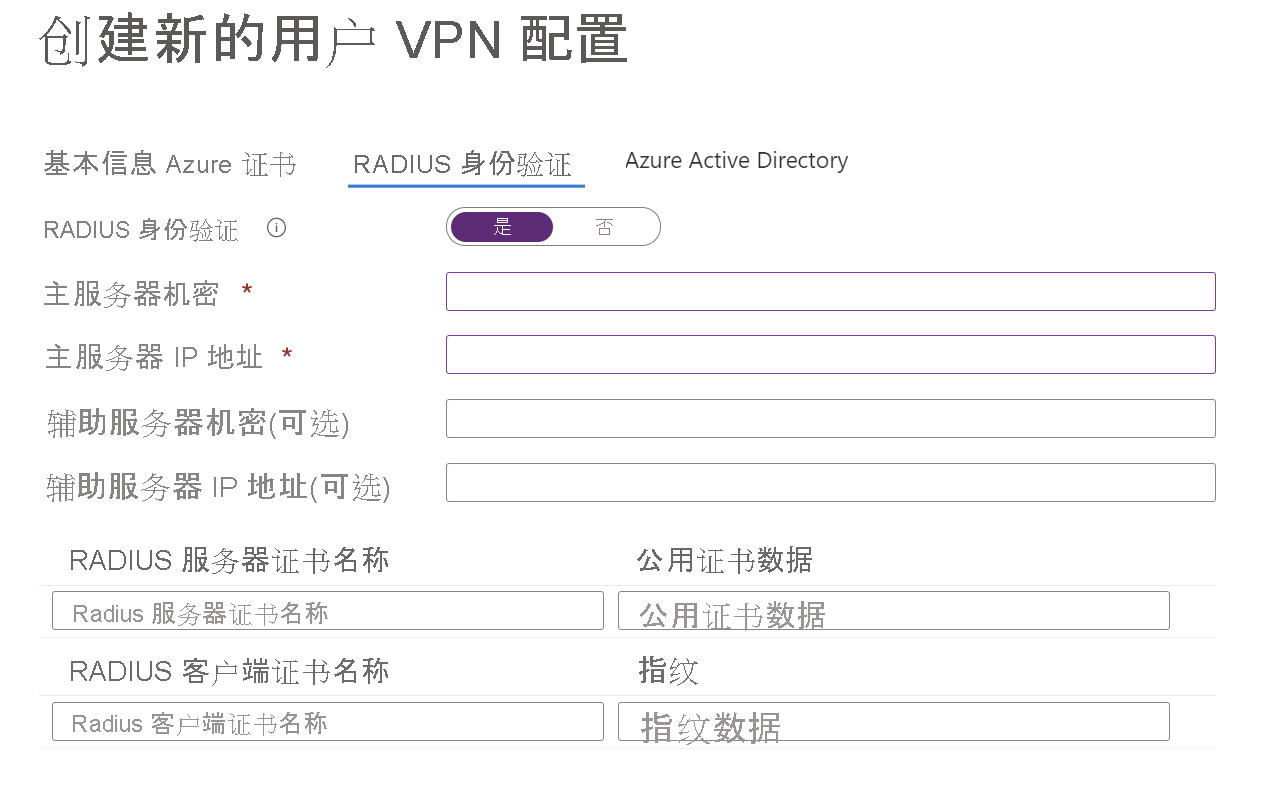 创建新的用户 VPN 配置
基本信息 Azure 证书 RADIUS 身份验证 Azure Active Directory
RADIUS 身份验证 是 否
主服务器机密 *
主服务器 IP 地址 *
辅助服务器机密(可选)
辅助服务器 IP 地址(可选)
RADIUS 服务器证书名称 公用证书数据
Radius 服务器证书名称 公用证书数据
RADIUS 客户端证书名称 指纹
Radius 客户端证书名称 指纹数据